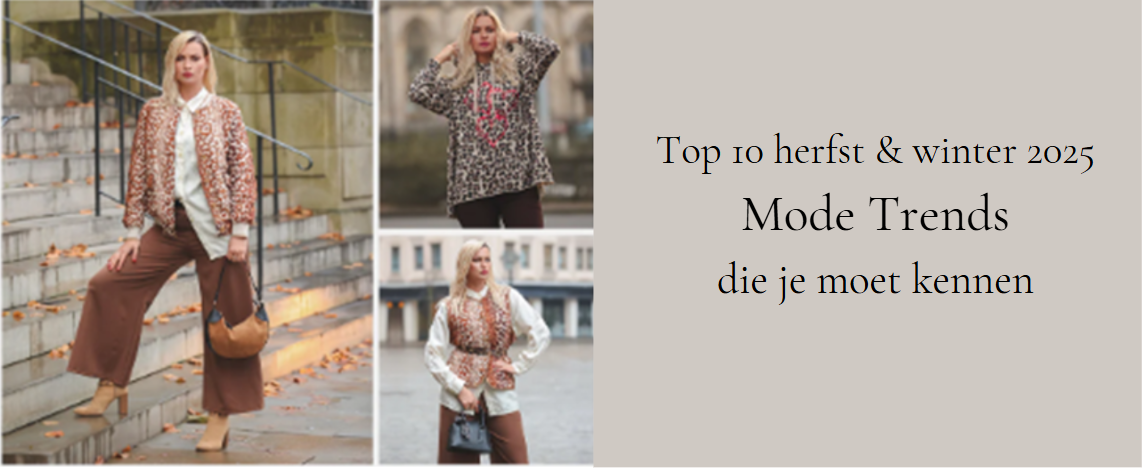 Top 10 herfst & winter 2025
Mode Trends
die je moet kennen